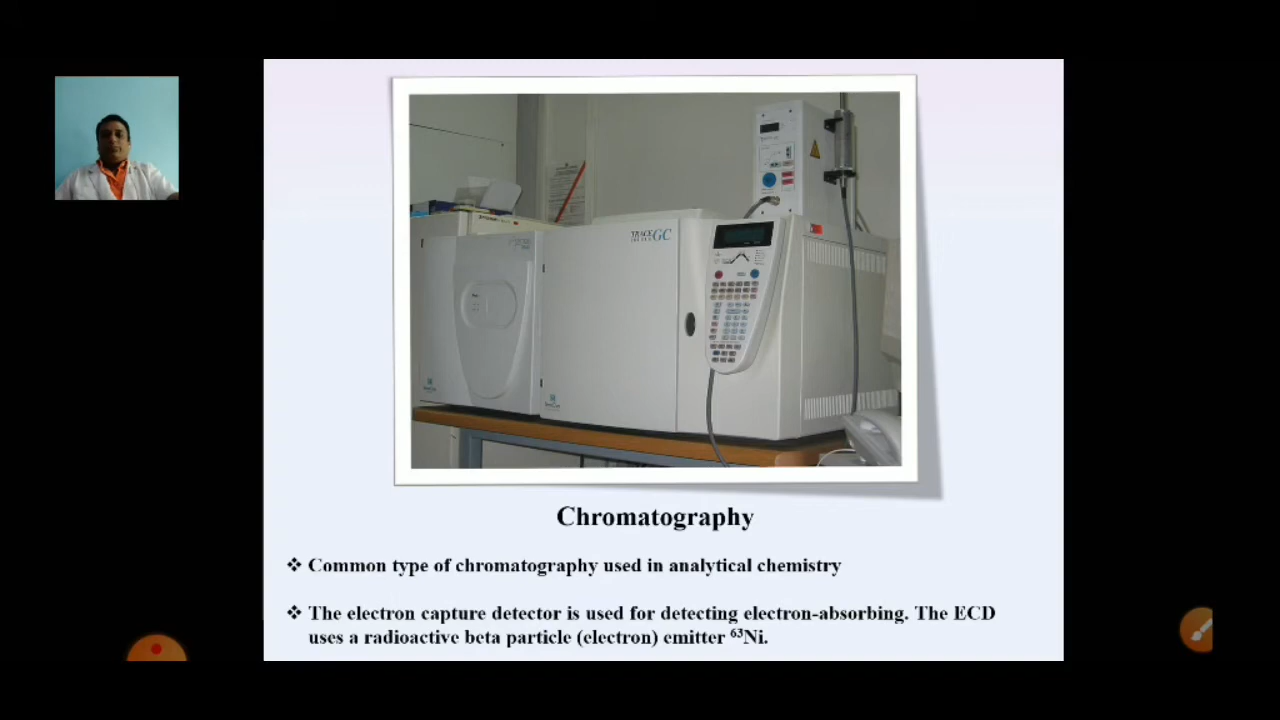 TRACE GC
Chromatography
❖ Common type of chromatography used in analytical chemistry
❖ The electron capture detector is used for detecting electron-absorbing. The ECD
uses a radioactive beta particle (electron) emitter ⁶³Ni.